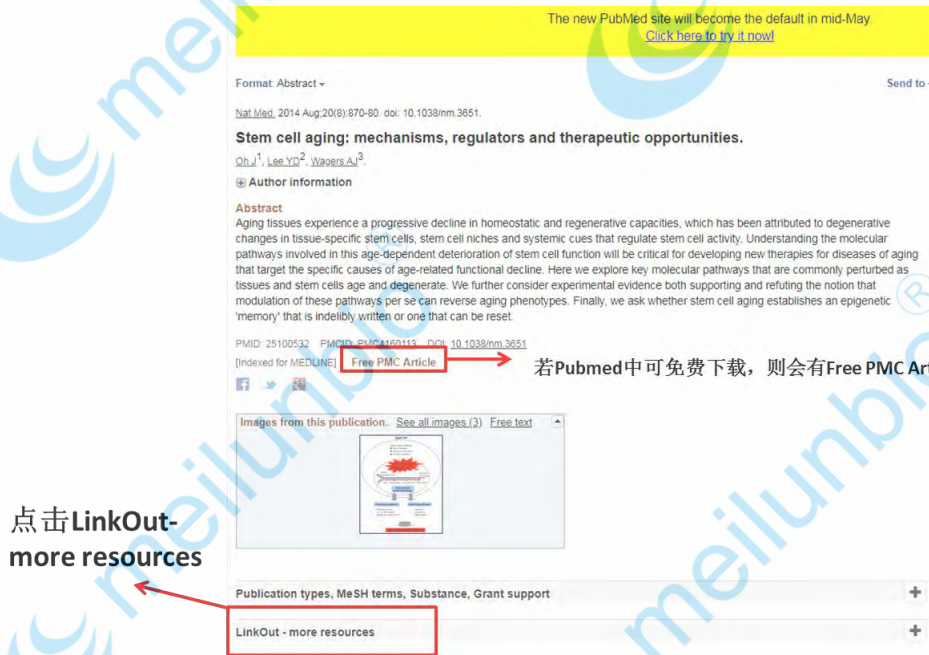 The new PubMed site will become the default in mid-May.
Click here to try it now!
Format: Abstract
Send to
Nat Med. 2014 Aug;20(8):870-80. doi: 10.1038/nm.3651.
Stem cell aging: mechanisms, regulators and therapeutic opportunities.
Oh J1, Lee YD2, Wagers AJ3.
Author information
Abstract
Aging tissues experience a progressive decline in homeostatic and regenerative capacities, which has been attributed to degenerative
changes in tissue-specific stem cells, stem cell niches and systemic cues that regulate stem cell activity. Understanding the molecular
pathways involved in this age-dependent deterioration of stem cell function will be critical for developing new therapies for diseases of aging
that target the specific causes of age-related functional decline. Here we explore key molecular pathways that are commonly perturbed as
tissues and stem cells age and degenerate. We further consider experimental evidence both supporting and refuting the notion that
modulation of these pathways per se can reverse aging phenotypes. Finally, we ask whether stem cell aging establishes an epigenetic
'memory' that is indelibly written or one that can be reset.
PMID: 25100532 PMCID: PMC4160113 DOI: 10.1038/nm.3651
[Indexed for MEDLINE] Free PMC Article
若Pubmed中可免费下载，则会有Free PMC Art
Images from this publication. See all images (3) Free text
点击LinkOut-
more resources
Publication types, MeSH terms, Substance, Grant support
LinkOut - more resources
meilunbio
meilunbio
®
®